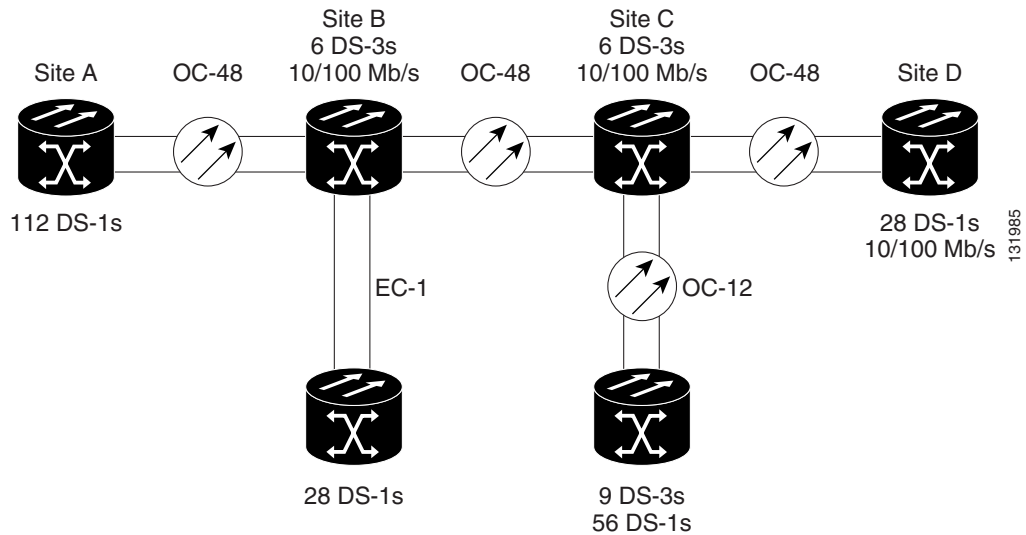 Site B
6 DS-3s
10/100 Mb/s
Site C
6 DS-3s
10/100 Mb/s
Site A
OC-48
OC-48
OC-48
Site D
112 DS-1s
28 DS-1s
10/100 Mb/s
131985
EC-1
OC-12
28 DS-1s
9 DS-3s
56 DS-1s